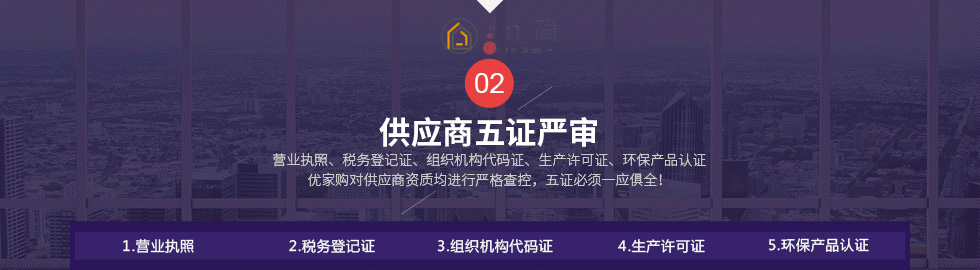 02
供应商五证严审
营业执照、税务登记证、组织机构代码证、生产许可证、环保产品认证
优家购对供应商资质均进行严格查控，五证必须一应俱全！
1.营业执照
2.税务登记证
3.组织机构代码证
4.生产许可证
5.环保产品认证